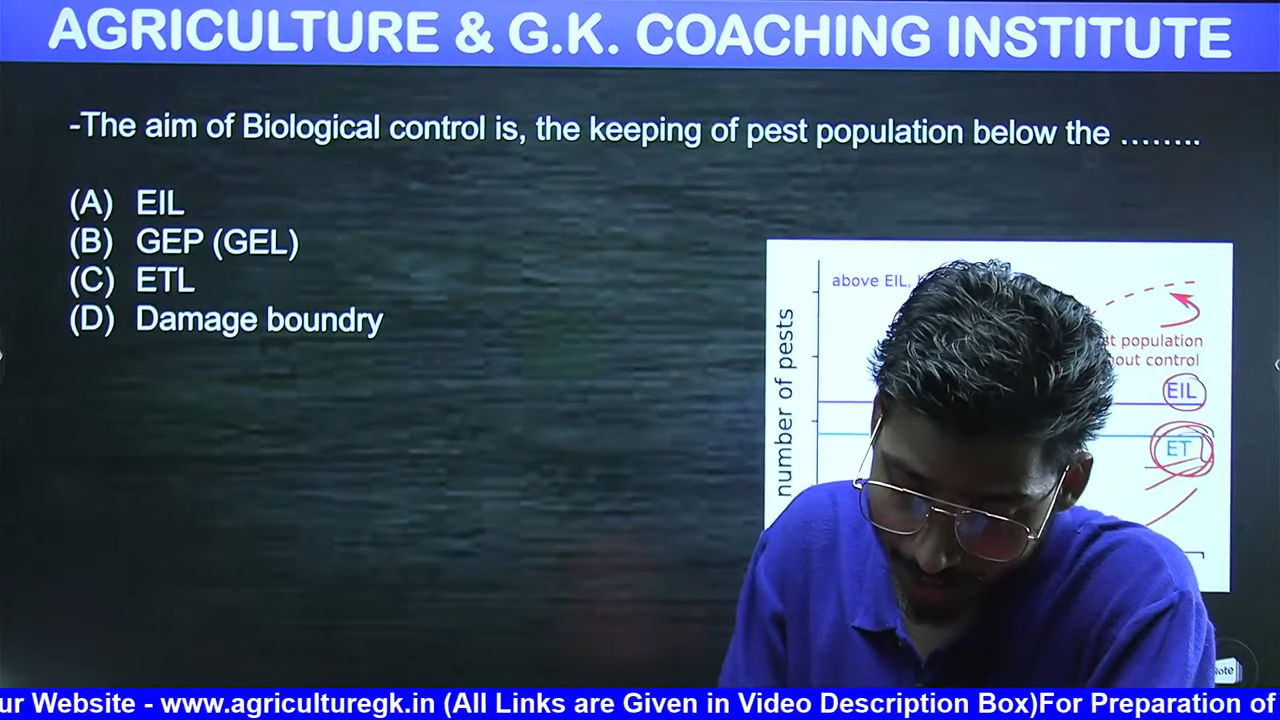 AGRICULTURE & G.K. COACHING INSTITUTE
-The aim of Biological control is, the keeping of pest population below the ........
(A) EIL
(B) GEP (GEL)
(C) ETL
(D) Damage boundry
above EIL,
number of pests
population
control
EIL
ET
Website - www.agriculturegk.in (All Links are Given in Video Description Box)For Preparation of